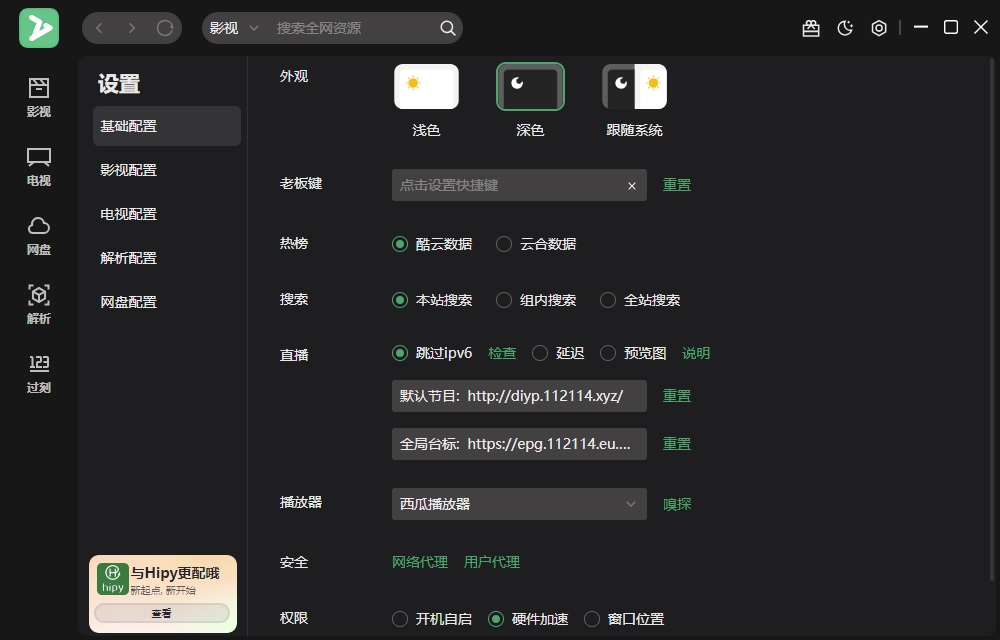 影视
搜索全网资源
影视
电视
网盘
解析
过刻
设置
基础配置
影视配置
电视配置
解析配置
网盘配置
与Hipy更配哦
新起点, 新开始
hipy
查看
外观
浅色
深色
跟随系统
老板键
点击设置快捷键
重置
热榜
酷云数据
云合数据
搜索
本站搜索
组内搜索
全站搜索
直播
跳过ipv6
检查
延迟
预览图
说明
默认节目: http://diyp.112114.xyz/
重置
全局台标: https://epg.112114.eu....
重置
播放器
西瓜播放器
嗅探
安全
网络代理
用户代理
权限
开机自启
硬件加速
窗口位置